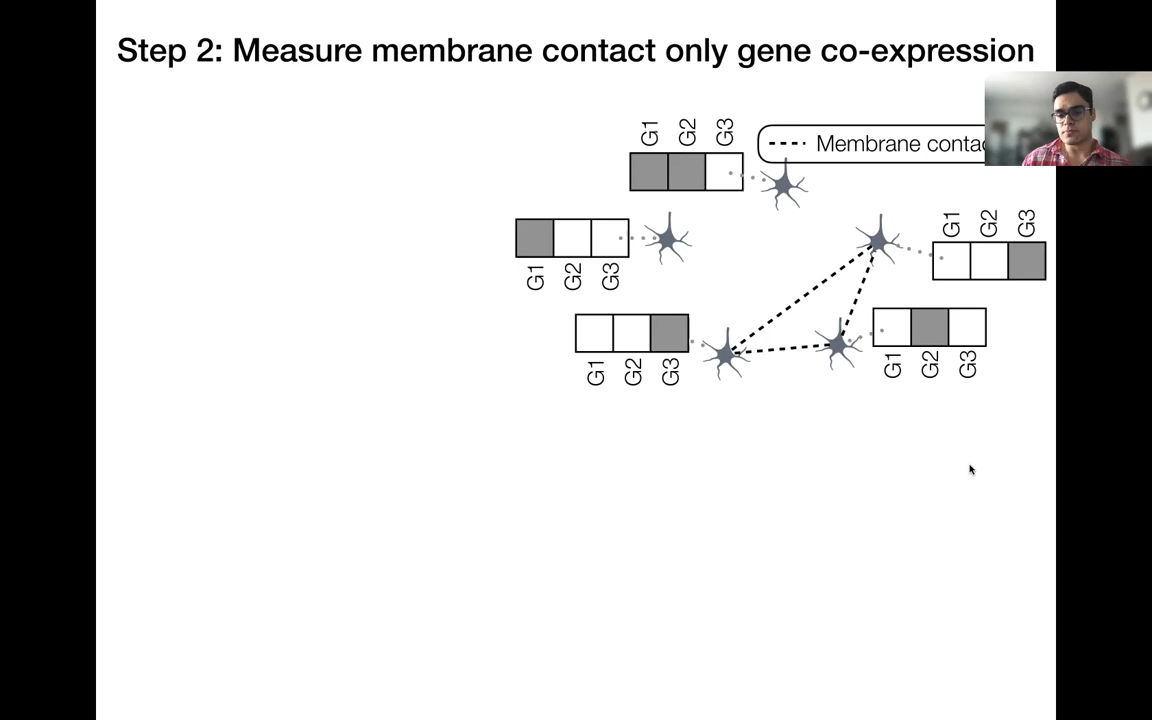 Step 2: Measure membrane contact only gene co-expression
G1 G2 G3
Membrane
G1 G2 G3
G1 G2 G3
G1 G2 G3
G1 G2 G3